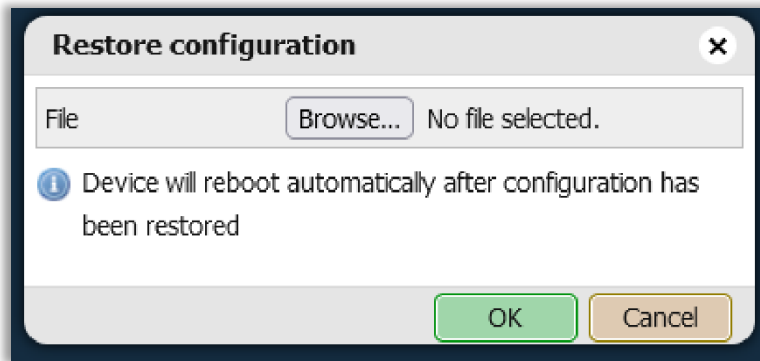 Restore configuration
File Browse... No file selected.
Device will reboot automatically after configuration has
been restored
OK Cancel